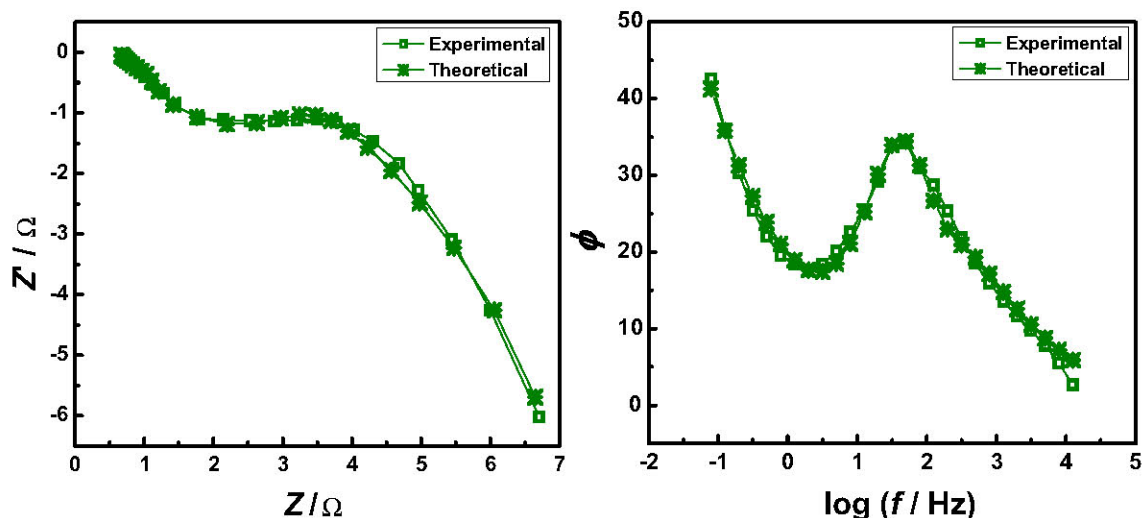 0
-1
-2
-3
-4
-5
-6
Z' / Ω
Experimental
Theoretical
0 1 2 3 4 5 6 7
Z / Ω
50
40
30
20
10
0
ϕ
Experimental
Theoretical
-2 -1 0 1 2 3 4 5
log (f / Hz)